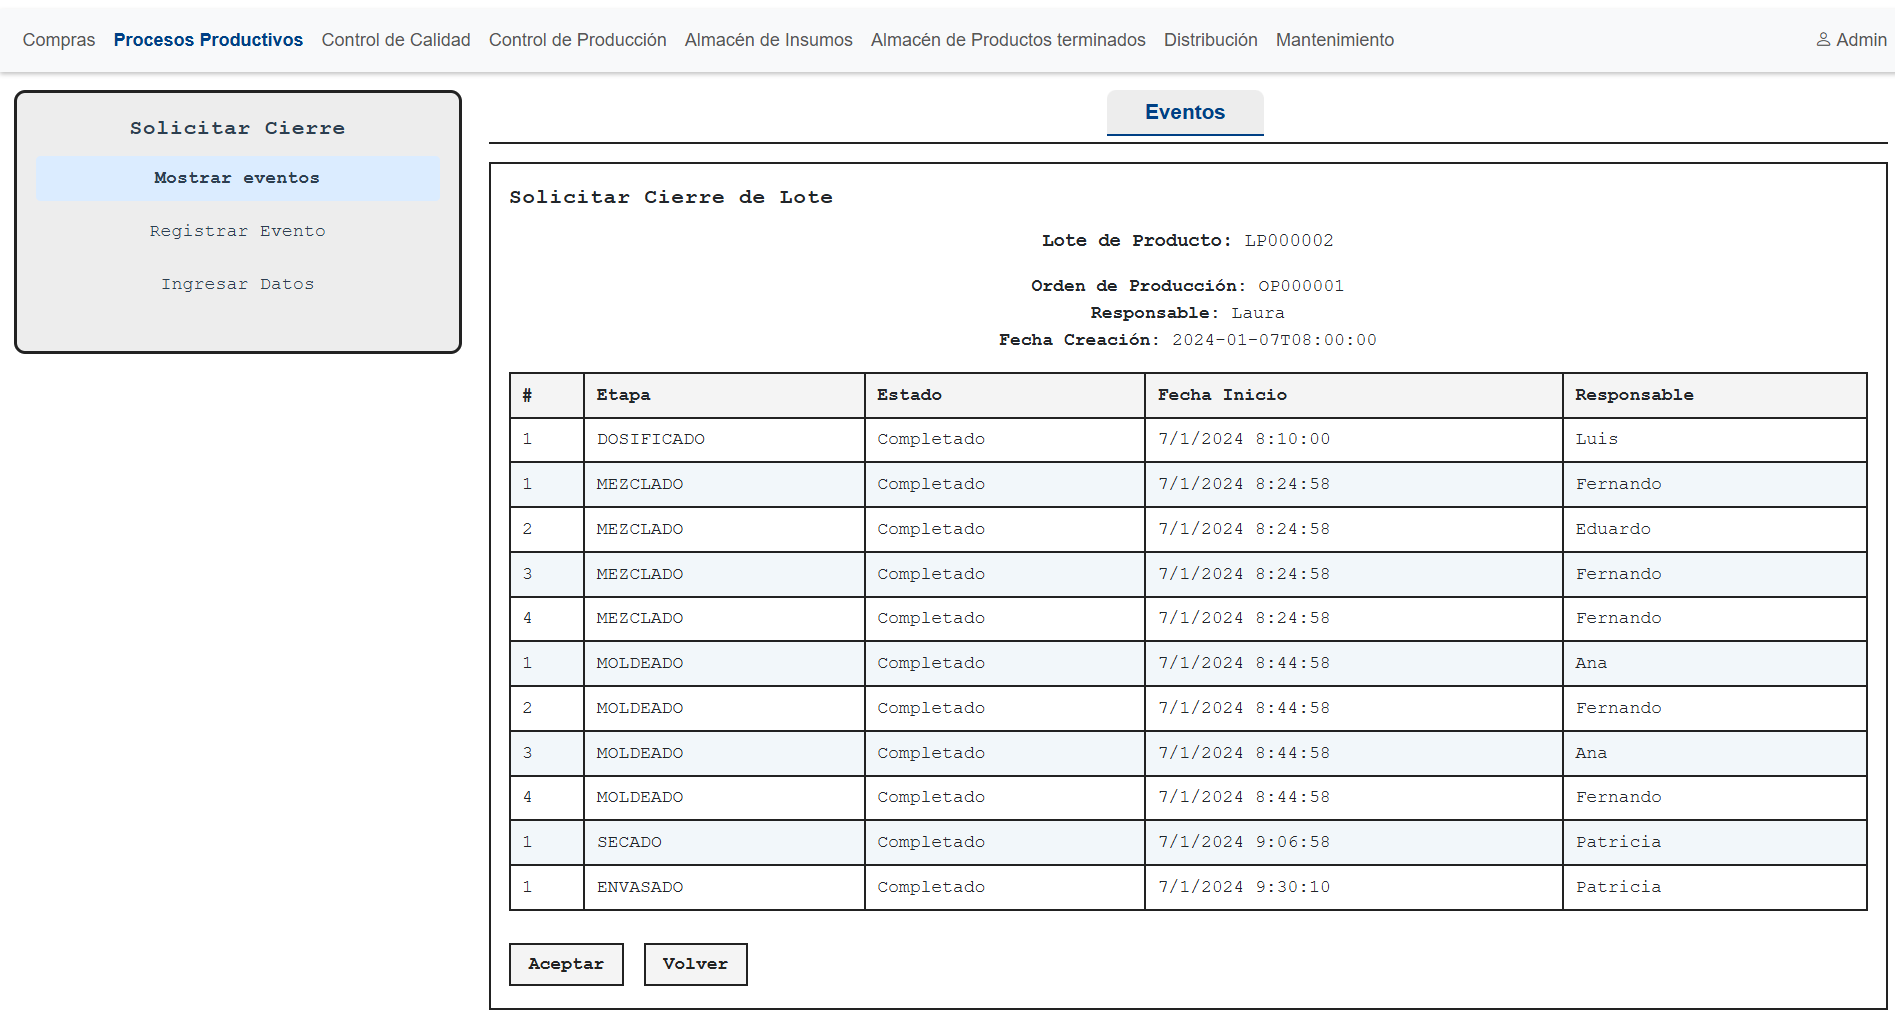 Compras Procesos Productivos Control de Calidad Control de Producción Almacén de Insumos Almacén de Productos terminados Distribución Mantenimiento Admin
Solicitar Cierre
Mostrar eventos
Registrar Evento
Ingresar Datos
Eventos
Solicitar Cierre de Lote
Lote de Producto: LP000002
Orden de Producción: OP000001
Responsable: Laura
Fecha Creación: 2024-01-07T08:00:00
# Etapa Estado Fecha Inicio Responsable
1 DOSIFICADO Completado 7/1/2024 8:10:00 Luis
1 MEZCLADO Completado 7/1/2024 8:24:58 Fernando
2 MEZCLADO Completado 7/1/2024 8:24:58 Eduardo
3 MEZCLADO Completado 7/1/2024 8:24:58 Fernando
4 MEZCLADO Completado 7/1/2024 8:24:58 Fernando
1 MOLDEADO Completado 7/1/2024 8:44:58 Ana
2 MOLDEADO Completado 7/1/2024 8:44:58 Fernando
3 MOLDEADO Completado 7/1/2024 8:44:58 Ana
4 MOLDEADO Completado 7/1/2024 8:44:58 Fernando
1 SECADO Completado 7/1/2024 9:06:58 Patricia
1 ENVASADO Completado 7/1/2024 9:30:10 Patricia
Aceptar Volver